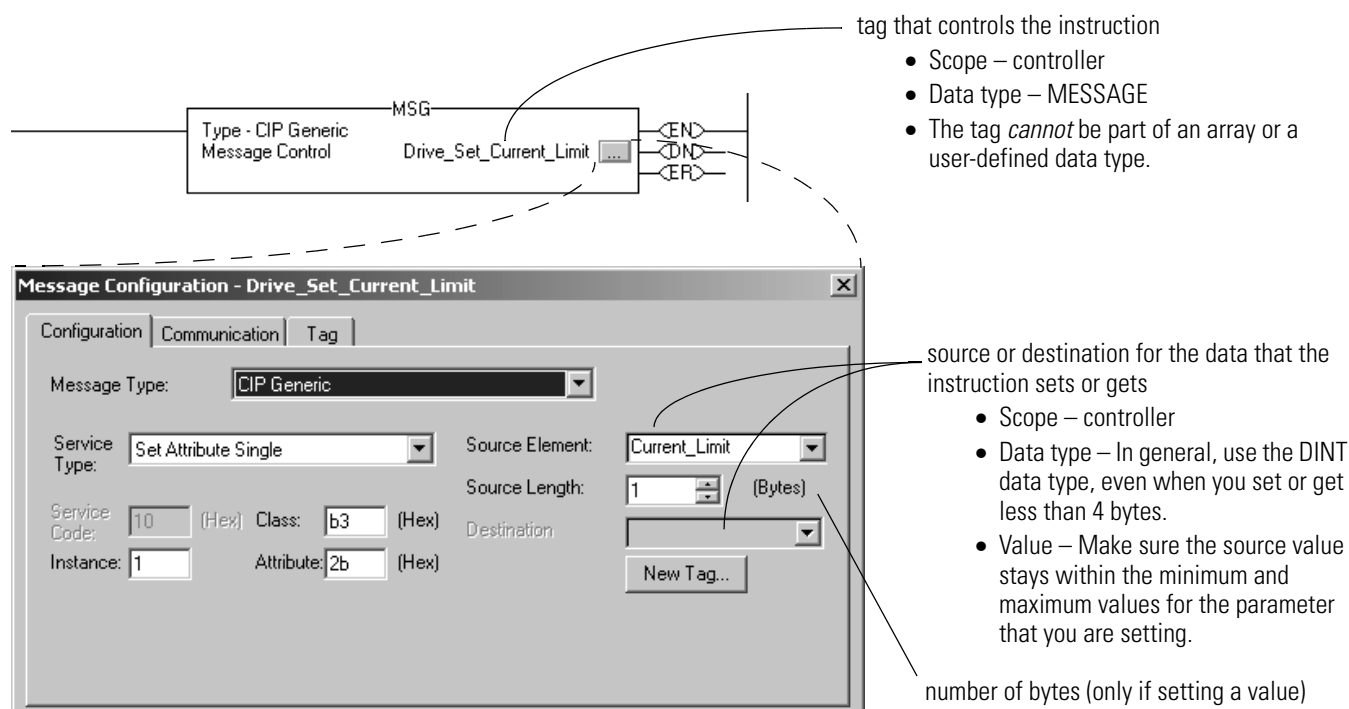 tag that controls the instruction
• Scope – controller
• Data type – MESSAGE
• The tag cannot be part of an array or a
user-defined data type.
MSG
Type - CIP Generic
Message Control Drive_Set_Current_Limit ...
EN
DN
ER
Message Configuration - Drive_Set_Current_Limit
Configuration Communication Tag
Message Type: CIP Generic
Service
Type: Set Attribute Single
Source Element: Current_Limit
Source Length: 1 (Bytes)
Service
Code: 10 (Hex) Class: b3 (Hex)
Destination
Instance: 1 Attribute: 2b (Hex)
New Tag...
source or destination for the data that the
instruction sets or gets
• Scope – controller
• Data type – In general, use the DINT
data type, even when you set or get
less than 4 bytes.
• Value – Make sure the source value
stays within the minimum and
maximum values for the parameter
that you are setting.
number of bytes (only if setting a value)